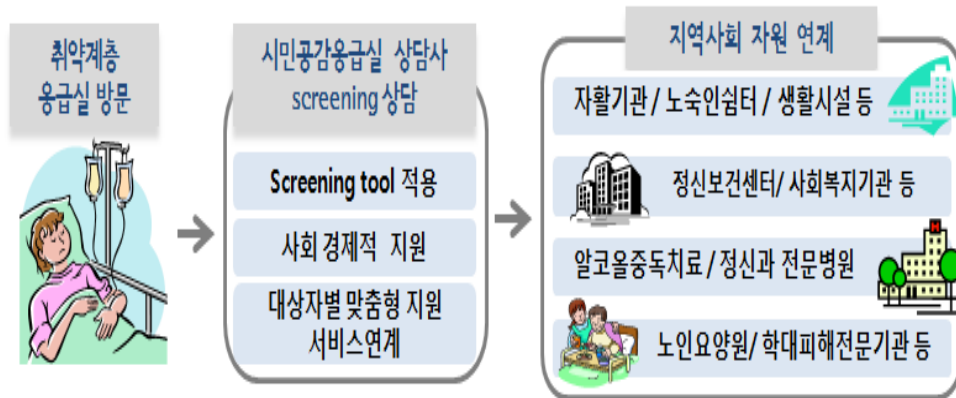 취약계층
응급실 방문
시민공감응급실 상담사
screening 상담
Screening tool 적용
사회 경제적 지원
대상자별 맞춤형 지원
서비스연계
지역사회 자원 연계
자활기관 / 노숙인쉼터 / 생활시설 등
정신보건센터/ 사회복지기관 등
알코올중독치료 / 정신과 전문병원
H
노인요양원/ 학대피해전문기관 등